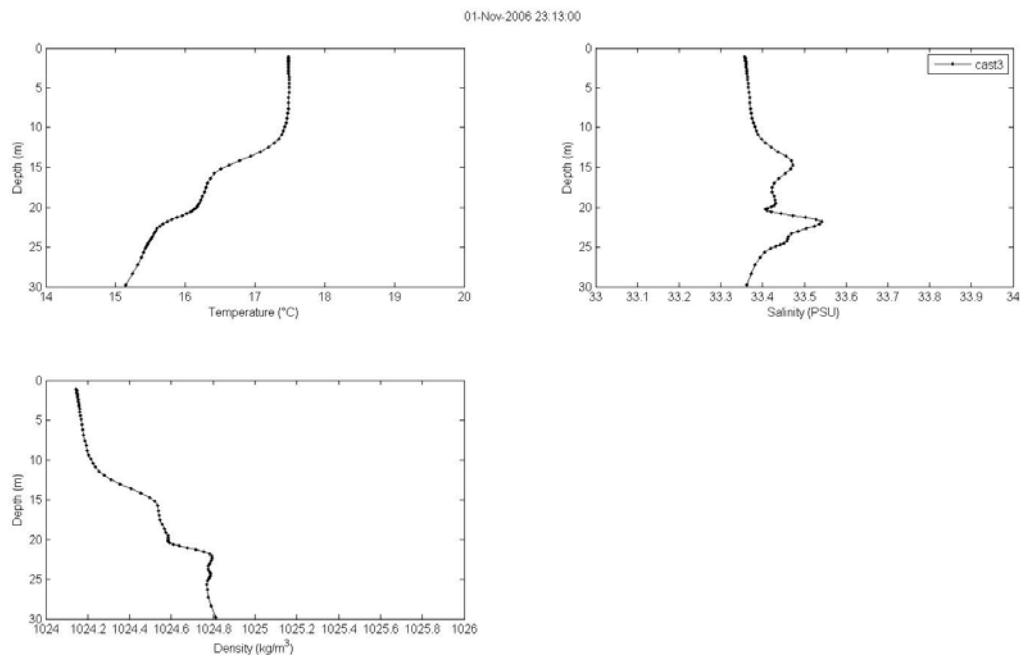 01-Nov-2006 23:13:00
0
5
10
15
20
25
30
Depth (m)
14 15 16 17 18 19 20
Temperature (°C)
0
5
10
15
20
25
30
Depth (m)
cast3
33 33.1 33.2 33.3 33.4 33.5 33.6 33.7 33.8 33.9 34
Salinity (PSU)
0
5
10
15
20
25
30
Depth (m)
1024 1024.2 1024.4 1024.6 1024.8 1025 1025.2 1025.4 1025.6 1025.8 1026
Density (kg/m³)